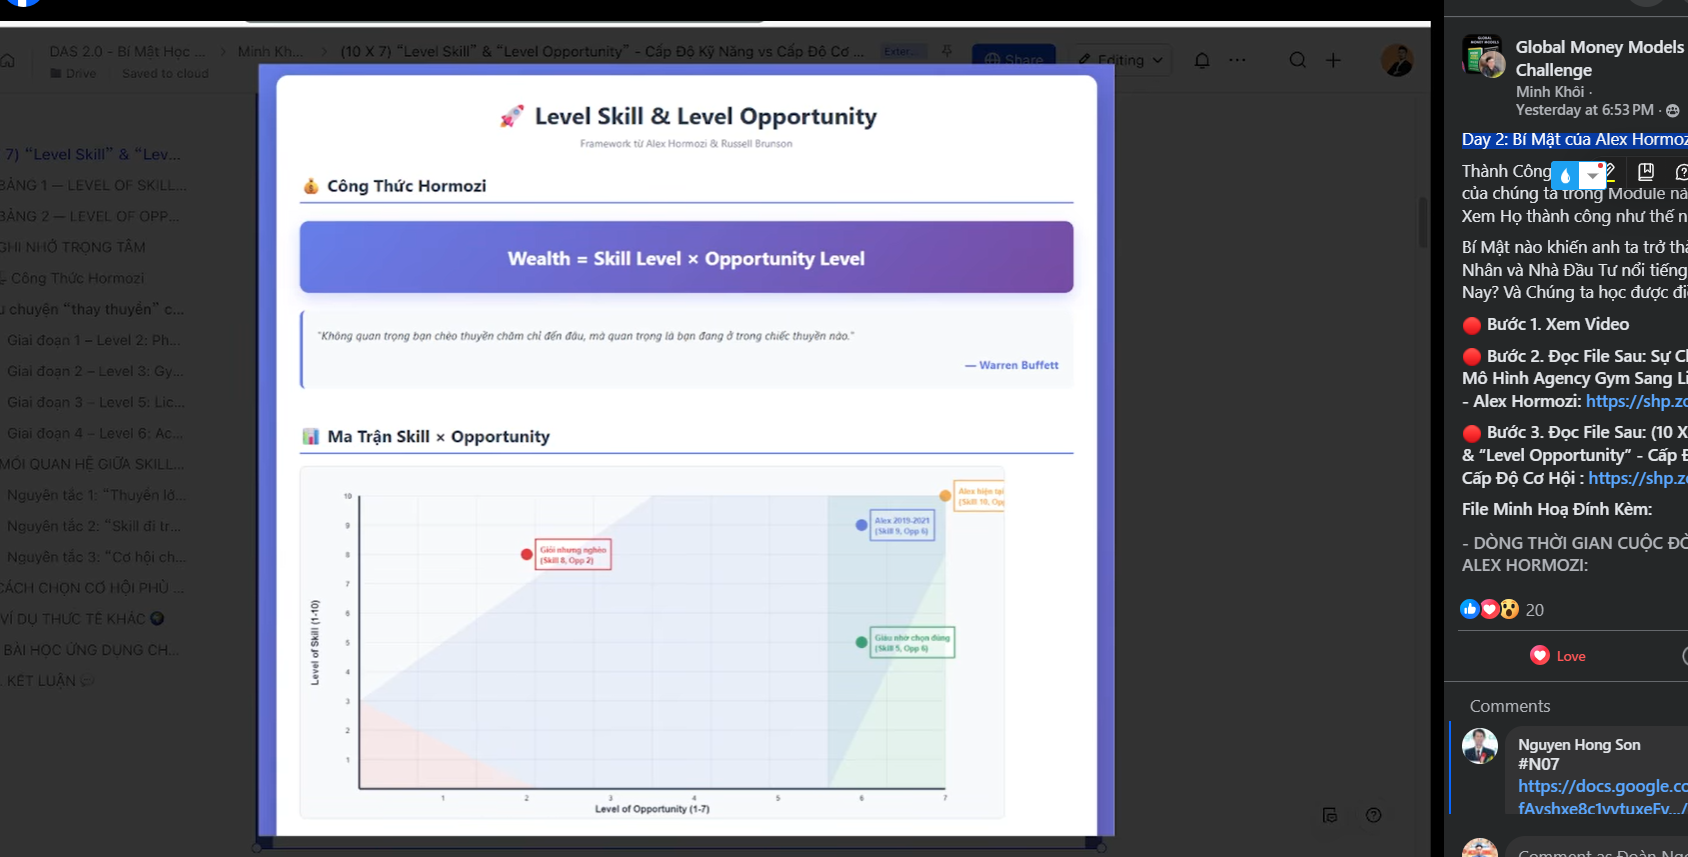 DAS 2.0 - Bí Mật Học ... > Minh Kh... > (10 X 7) “Level Skill” & “Level Opportunity” - Cấp Độ Kỹ Năng vs Cấp Độ Cơ ... Exter...
Drive Saved to cloud
Share
Editing
7) “Level Skill” & “Lev...
BẢNG 1 — LEVEL OF SKILL...
BẢNG 2 — LEVEL OF OPP...
GHI NHỚ TRỌNG TÂM
Công Thức Hormozi
u chuyện “thay thuyền” c...
Giai đoạn 1 – Level 2: Ph...
Giai đoạn 2 – Level 3: Gy...
Giai đoạn 3 – Level 5: Lic...
Giai đoạn 4 – Level 6: Ac...
MỐI QUAN HỆ GIỮA SKILL...
Nguyên tắc 1: “Thuyền lớ...
Nguyên tắc 2: “Skill đi tr...
Nguyên tắc 3: “Cơ hội ch...
CÁCH CHỌN CƠ HỘI PHÙ ...
VÍ DỤ THỰC TẾ KHÁC
BÀI HỌC ỨNG DỤNG CH...
KẾT LUẬN
Level Skill & Level Opportunity
Framework từ Alex Hormozi & Russell Brunson
Công Thức Hormozi
Wealth = Skill Level × Opportunity Level
"Không quan trọng bạn chèo thuyền chăm chỉ đến đâu, mà quan trọng là bạn đang ở trong chiếc thuyền nào."
— Warren Buffett
Ma Trận Skill × Opportunity
Level of Skill (1-10)
10
9
8
7
6
5
4
3
2
1
Alex hiện tại
(Skill 10, Opp
Alex 2019-2021
(Skill 9, Opp 6)
Giỏi nhưng nghèo
(Skill 8, Opp 2)
Giàu nhờ chọn đúng
(Skill 5, Opp 6)
1 2 3 4 5 6 7
Level of Opportunity (1-7)
Global Money Models
Challenge
Minh Khôi ·
Yesterday at 6:53 PM ·
Day 2: Bí Mật của Alex Hormoz
Thành Công
của chúng ta trong Module nà
Xem Họ thành công như thế n
Bí Mật nào khiến anh ta trở thà
Nhân và Nhà Đầu Tư nổi tiếng
Nay? Và Chúng ta học được đi
Bước 1. Xem Video
Bước 2. Đọc File Sau: Sự C
Mô Hình Agency Gym Sang Li
- Alex Hormozi: https://shp.zo
Bước 3. Đọc File Sau: (10 X
& “Level Opportunity” - Cấp Đ
Cấp Độ Cơ Hội : https://shp.zo
File Minh Hoạ Đính Kèm:
- DÒNG THỜI GIAN CUỘC ĐỜ
ALEX HORMOZI:
20
Love
Comments
Nguyen Hong Son
#N07
https://docs.google.co
Comment as Đoàn